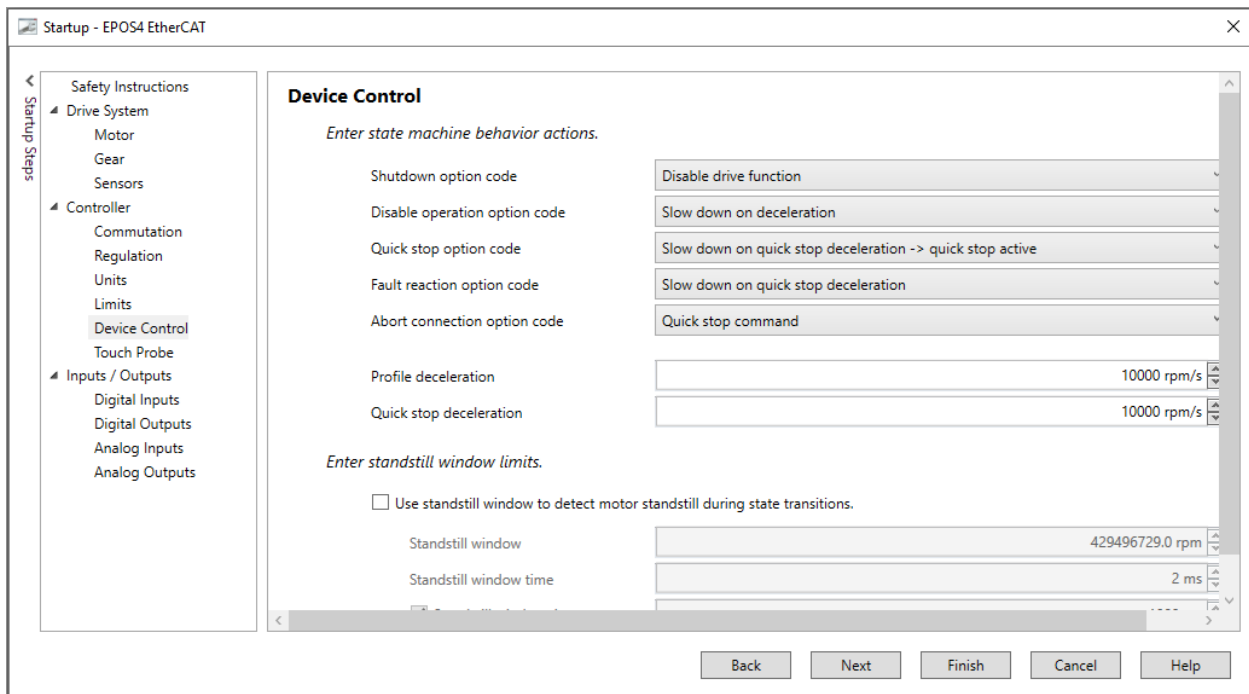 Startup - EPOS4 EtherCAT
Startup Steps
Safety Instructions
Drive System
Motor
Gear
Sensors
Controller
Commutation
Regulation
Units
Limits
Device Control
Touch Probe
Inputs / Outputs
Digital Inputs
Digital Outputs
Analog Inputs
Analog Outputs
Device Control
Enter state machine behavior actions.
Shutdown option code Disable drive function
Disable operation option code Slow down on deceleration
Quick stop option code Slow down on quick stop deceleration -> quick stop active
Fault reaction option code Slow down on quick stop deceleration
Abort connection option code Quick stop command
Profile deceleration 10000 rpm/s
Quick stop deceleration 10000 rpm/s
Enter standstill window limits.
Use standstill window to detect motor standstill during state transitions.
Standstill window 429496729.0 rpm
Standstill window time 2 ms
Back Next Finish Cancel Help